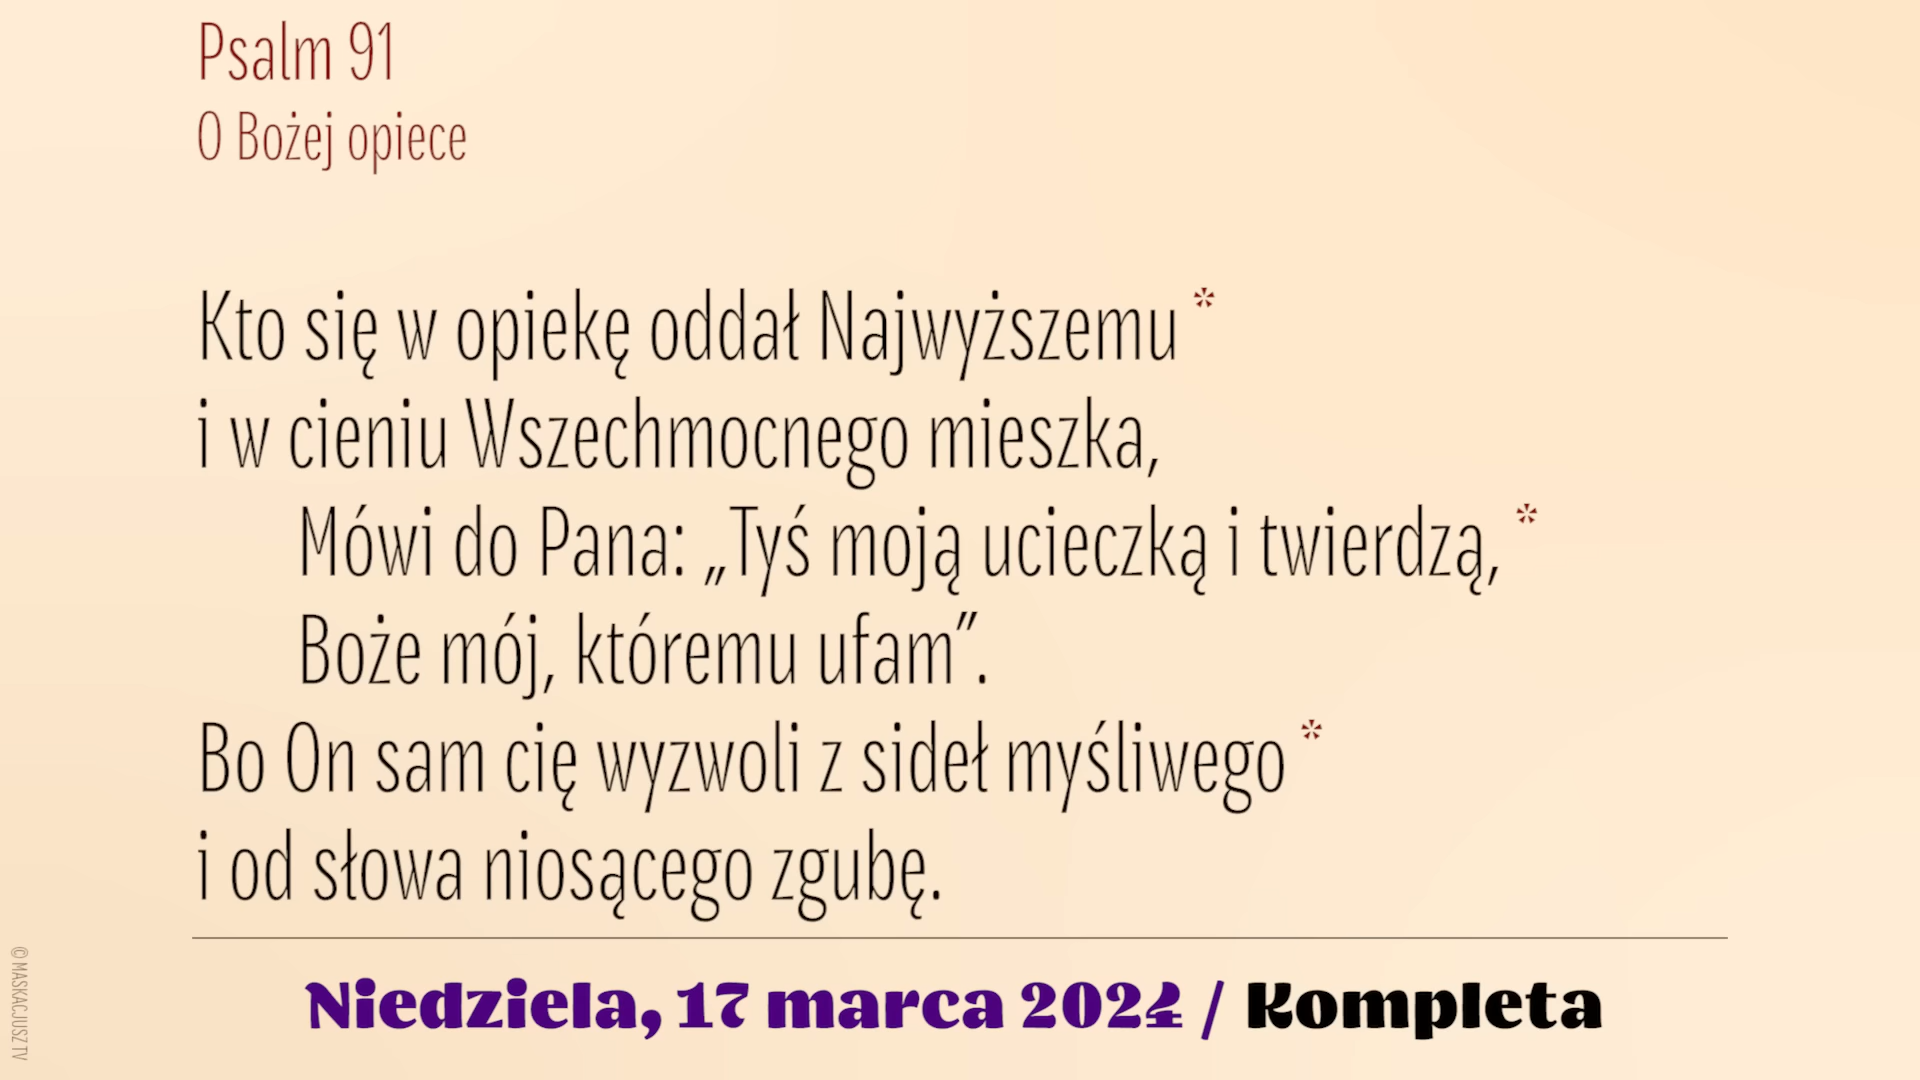 Psalm 91
O Bożej opiece
Kto się w opiekę oddał Najwyższemu *
i w cieniu Wszechmocnego mieszka,
Mówi do Pana: „Tyś moją ucieczką i twierdzą, *
Boże mój, któremu ufam”.
Bo On sam cię wyzwoli z sideł myśliwego *
i od słowa niosącego zgubę.
Niedziela, 17 marca 2024 / Kompleta
© MASKACJUSZ TV